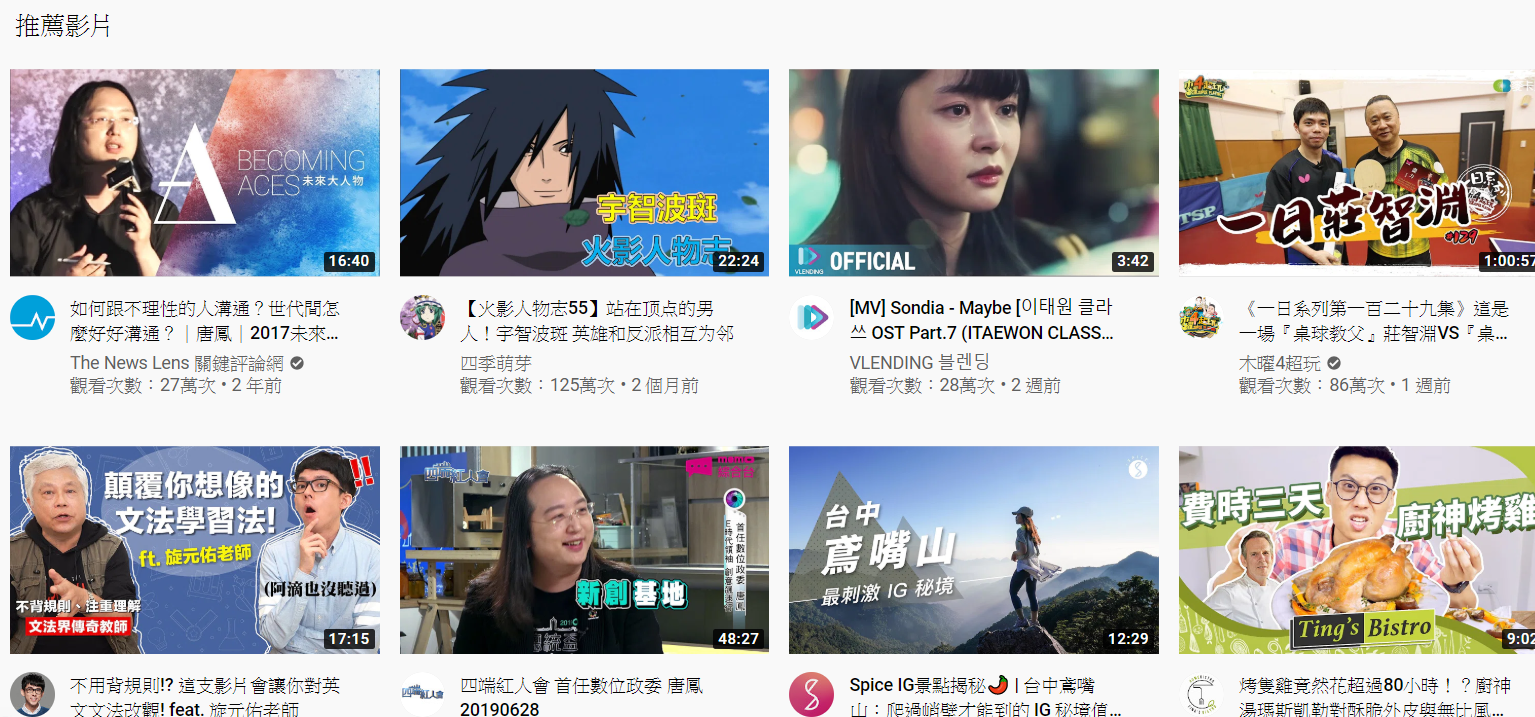 推薦影片
BECOMING
ACES 未來大人物
16:40
宇智波斑
火影人物志
22:24
VLENDING
OFFICIAL
3:42
TSP
一日莊智淵
#129
1:00:57
如何跟不理性的人溝通？世代間怎
麼好好溝通？｜唐鳳｜2017未來...
The News Lens 關鍵評論網
觀看次數：27萬次 • 2 年前
【火影人物志55】站在顶点的男
人！宇智波斑 英雄和反派相互为邻
四季萌芽
觀看次數：125萬次 • 2 個月前
[MV] Sondia - Maybe [이태원 클라
쓰 OST Part.7 (ITAEWON CLASS...
VLENDING 블렌딩
觀看次數：28萬次 • 2 週前
《一日系列第一百二十九集》這是
一場『桌球教父』莊智淵VS『桌...
木曜4超玩
觀看次數：86萬次 • 1 週前
顛覆你想像的
文法學習法!
ft. 旋元佑老師
!!
(阿滴也沒聽過)
不背規則、注重理解
文法界傳奇教師
17:15
四端紅人會
首任數位政委 唐鳳
新創基地
48:27
台中
鳶嘴山
最刺激 IG 秘境
12:29
費時三天
廚神烤雞
Ting's Bistro
9:02
不用背規則!? 這支影片會讓你對英
文文法改觀! feat. 旋元佑老師
四端紅人會 首任數位政委 唐鳳
20190628
Spice IG景點揭秘🌶️ | 台中鳶嘴
山：爬過峭壁才能到的 IG 秘境值...
烤隻雞竟然花超過80小時！？廚神
湯瑪斯凱勒對酥脆外皮與無比風...